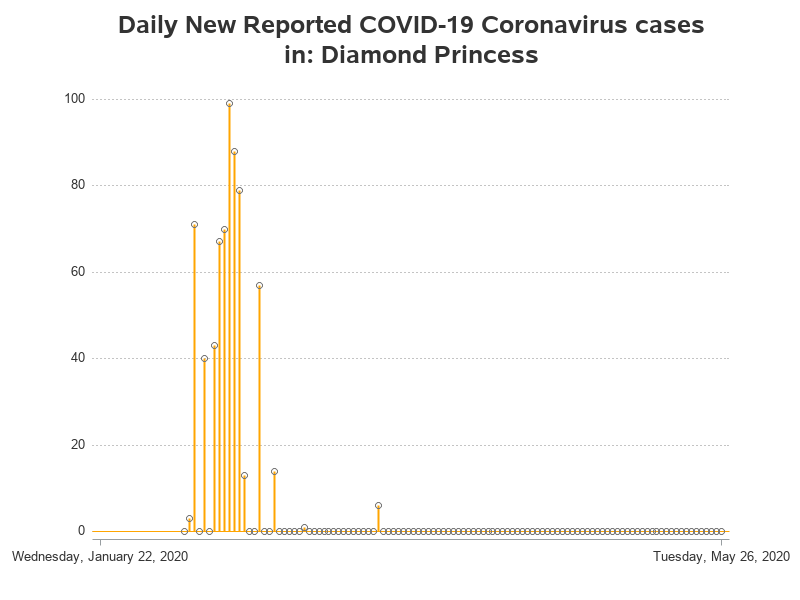 Daily New Reported COVID-19 Coronavirus cases
in: Diamond Princess
100
80
60
40
20
0
Wednesday, January 22, 2020
Tuesday, May 26, 2020